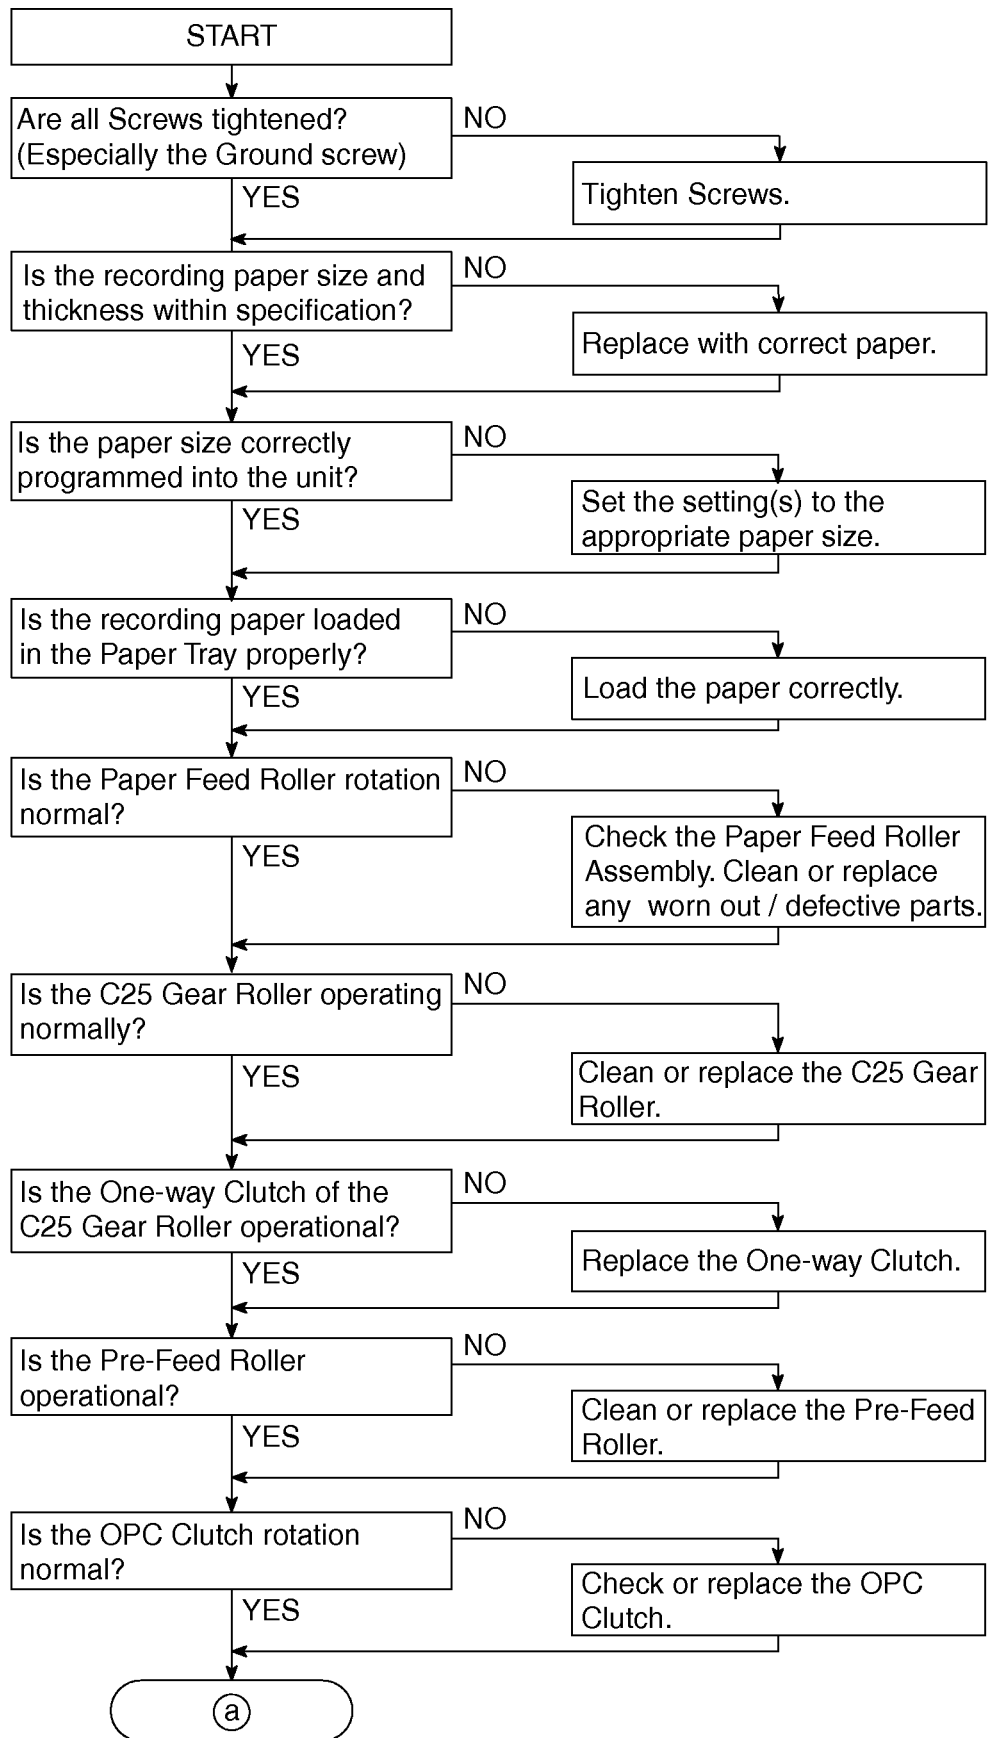 START
Are all Screws tightened?
(Especially the Ground screw)
NO
YES
Tighten Screws.
Is the recording paper size and
thickness within specification?
NO
YES
Replace with correct paper.
Is the paper size correctly
programmed into the unit?
NO
YES
Set the setting(s) to the
appropriate paper size.
Is the recording paper loaded
in the Paper Tray properly?
NO
YES
Load the paper correctly.
Is the Paper Feed Roller rotation
normal?
NO
YES
Check the Paper Feed Roller
Assembly. Clean or replace
any worn out / defective parts.
Is the C25 Gear Roller operating
normally?
NO
YES
Clean or replace the C25 Gear
Roller.
Is the One-way Clutch of the
C25 Gear Roller operational?
NO
YES
Replace the One-way Clutch.
Is the Pre-Feed Roller
operational?
NO
YES
Clean or replace the Pre-Feed
Roller.
Is the OPC Clutch rotation
normal?
NO
YES
Check or replace the OPC
Clutch.
a